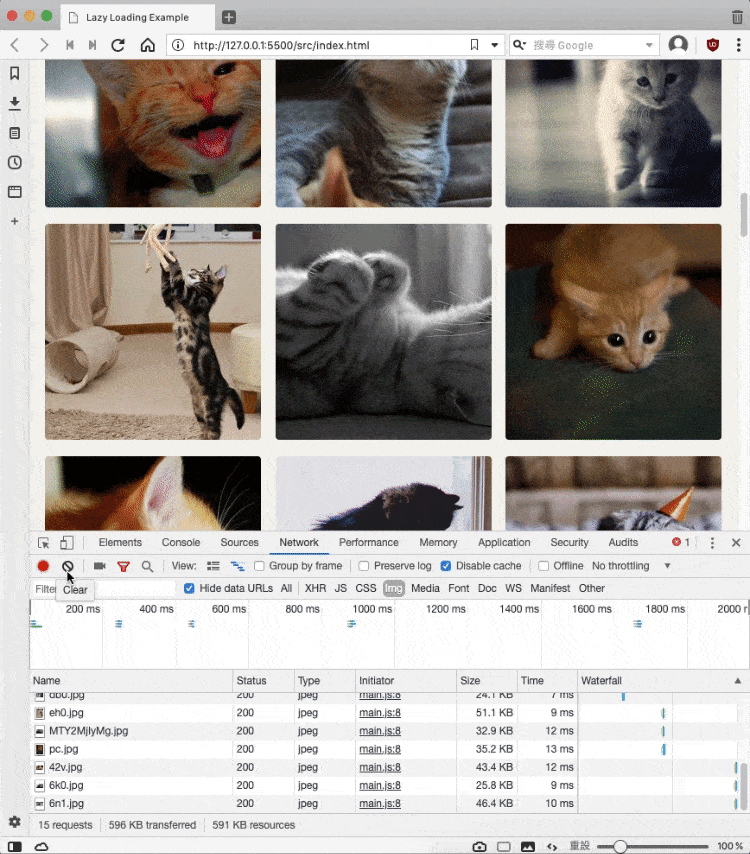 Lazy Loading Example
http://127.0.0.1:5500/src/index.html
搜尋 Google
Elements Console Sources Network Performance Memory Application Security Audits 1
View: Group by frame Preserve log Disable cache Offline No throttling
Filter Hide data URLs All XHR JS CSS Img Media Font Doc WS Manifest Other
Clear
200 ms 400 ms 600 ms 800 ms 1000 ms 1200 ms 1400 ms 1600 ms 1800 ms 2000
Name Status Type Initiator Size Time Waterfall
db0.jpg 200 jpeg main.js:8 24.1 KB 7 ms
eh0.jpg 200 jpeg main.js:8 51.1 KB 9 ms
MTY2MjIyMg.jpg 200 jpeg main.js:8 32.9 KB 12 ms
pc.jpg 200 jpeg main.js:8 35.2 KB 13 ms
42v.jpg 200 jpeg main.js:8 43.4 KB 12 ms
6k0.jpg 200 jpeg main.js:8 25.8 KB 9 ms
6n1.jpg 200 jpeg main.js:8 46.4 KB 10 ms
15 requests 596 KB transferred 591 KB resources
重設 100 %